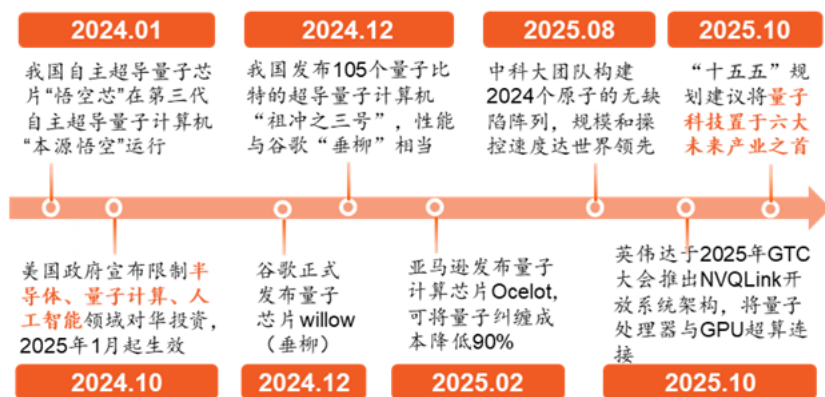 2024.01
我国自主超导量子芯
片“悟空芯”在第三代
自主超导量子计算机
“本源悟空”运行
2024.12
我国发布105个量子比
特的超导量子计算机
“祖冲之三号”，性能
与谷歌“垂柳”相当
2025.08
中科大团队构建
2024个原子的无缺
陷阵列，规模和操
控速度达世界领先
2025.10
“十五五”规
划建议将量子
科技置于六大
未来产业之首
美国政府宣布限制半
导体、量子计算、人
工智能领域对华投资，
2025年1月起生效
2024.10
谷歌正式
发布量子
芯片willow
（垂柳）
2024.12
亚马逊发布量子
计算芯片Ocelot，
可将量子纠缠成
本降低90%
2025.02
英伟达于2025年GTC
大会推出NVQLink开
放系统架构，将量子
处理器与GPU超算连
接
2025.10